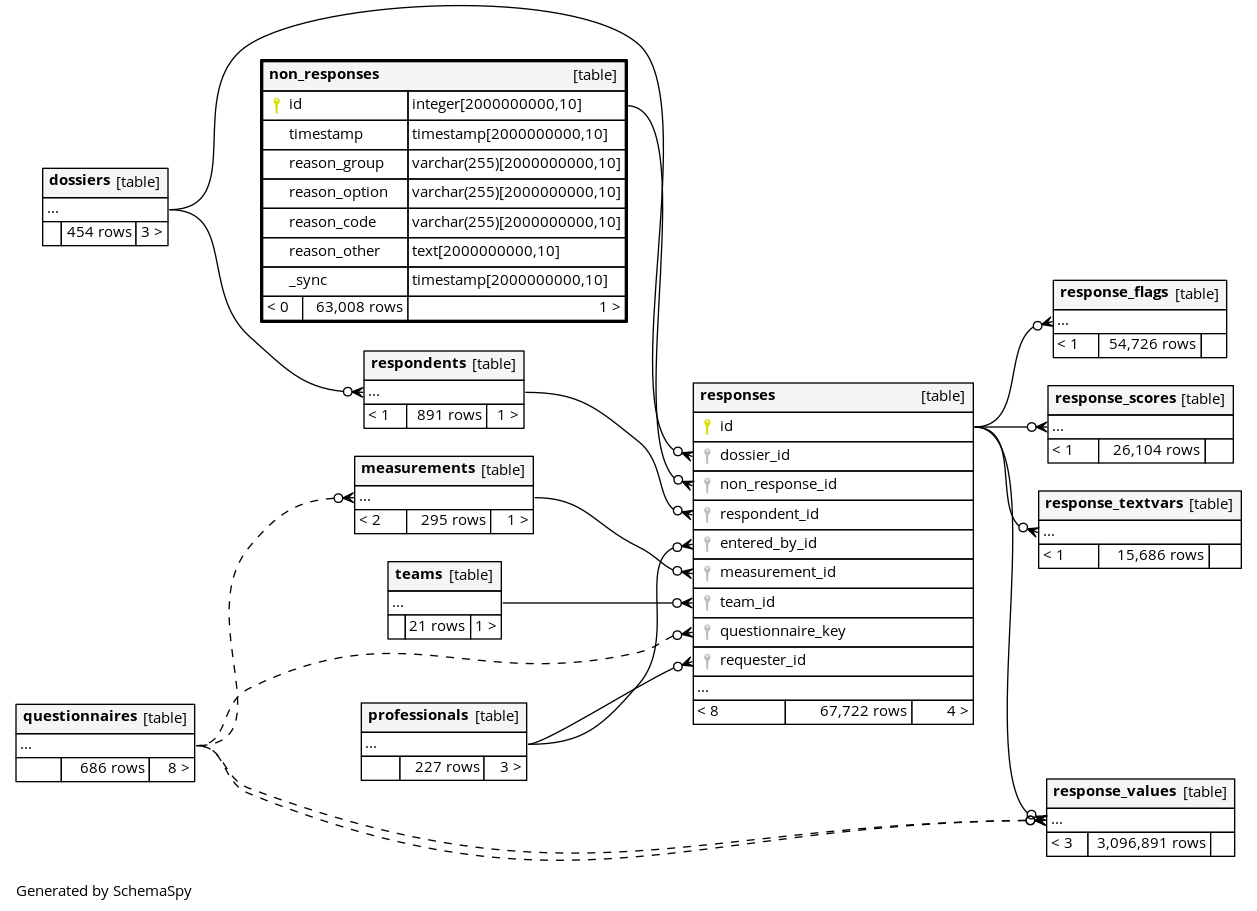 non_responses [table]
id integer[2000000000,10]
timestamp timestamp[2000000000,10]
reason_group varchar(255)[2000000000,10]
reason_option varchar(255)[2000000000,10]
reason_code varchar(255)[2000000000,10]
reason_other text[2000000000,10]
_sync timestamp[2000000000,10]
< 0 63,008 rows 1 >
dossiers [table]
...
454 rows 3 >
respondents [table]
...
< 1 891 rows 1 >
measurements [table]
...
< 2 295 rows 1 >
teams [table]
...
21 rows 1 >
questionnaires [table]
...
686 rows 8 >
professionals [table]
...
227 rows 3 >
responses [table]
id
dossier_id
non_response_id
respondent_id
entered_by_id
measurement_id
team_id
questionnaire_key
requester_id
...
< 8 67,722 rows 4 >
response_flags [table]
...
< 1 54,726 rows
response_scores [table]
...
< 1 26,104 rows
response_textvars [table]
...
< 1 15,686 rows
response_values [table]
...
< 3 3,096,891 rows
Generated by SchemaSpy